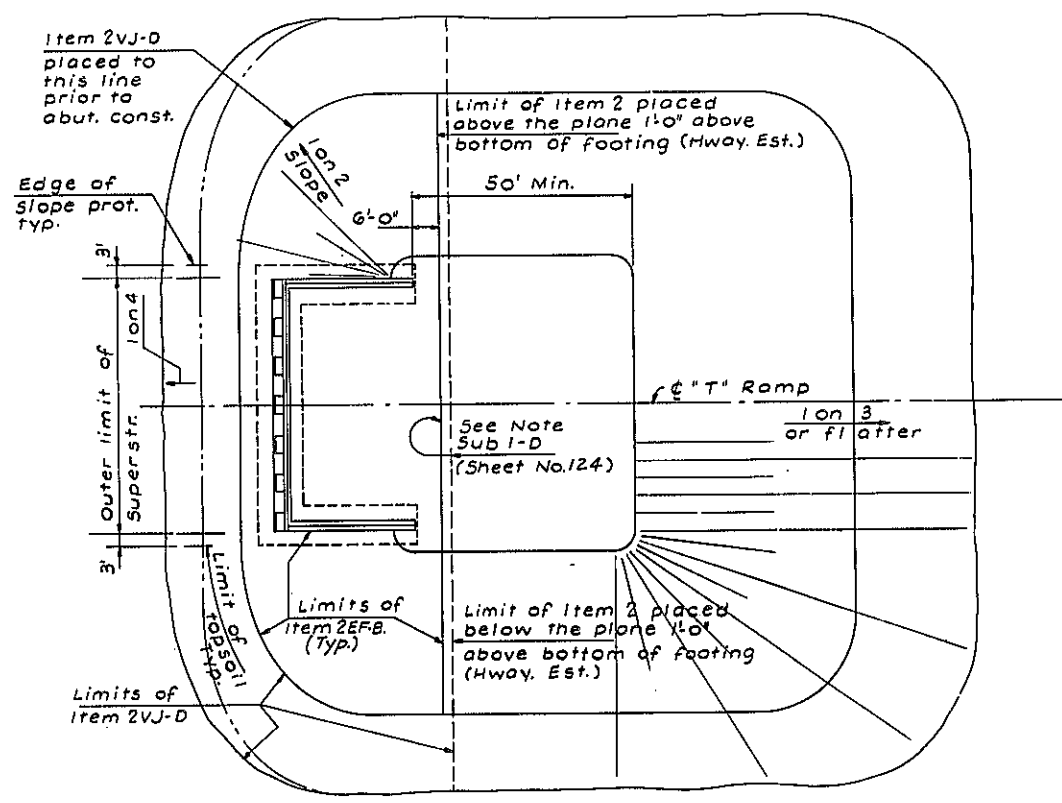 Item 2VJ-D
placed to
this line
prior to
abut. const.
Limit of Item 2 placed
above the plane 1'-0" above
bottom of footing (Hway. Est.)
1 on 2
slope
50' Min.
6'-0"
Edge of
slope prot.
typ.
3'
1 on 4
Outer limit of
Superstr.
3'
℄ "T" Ramp
1 on 3
or fl atter
See Note
Sub 1-D
(Sheet No. 124)
Limit of
topsoil
Typ.
Limits of
Item 2EF-B.
(Typ.)
Limit of Item 2 placed
below the plane 1'-0"
above bottom of footing
(Hway. Est.)
Limits of
Item 2VJ-D